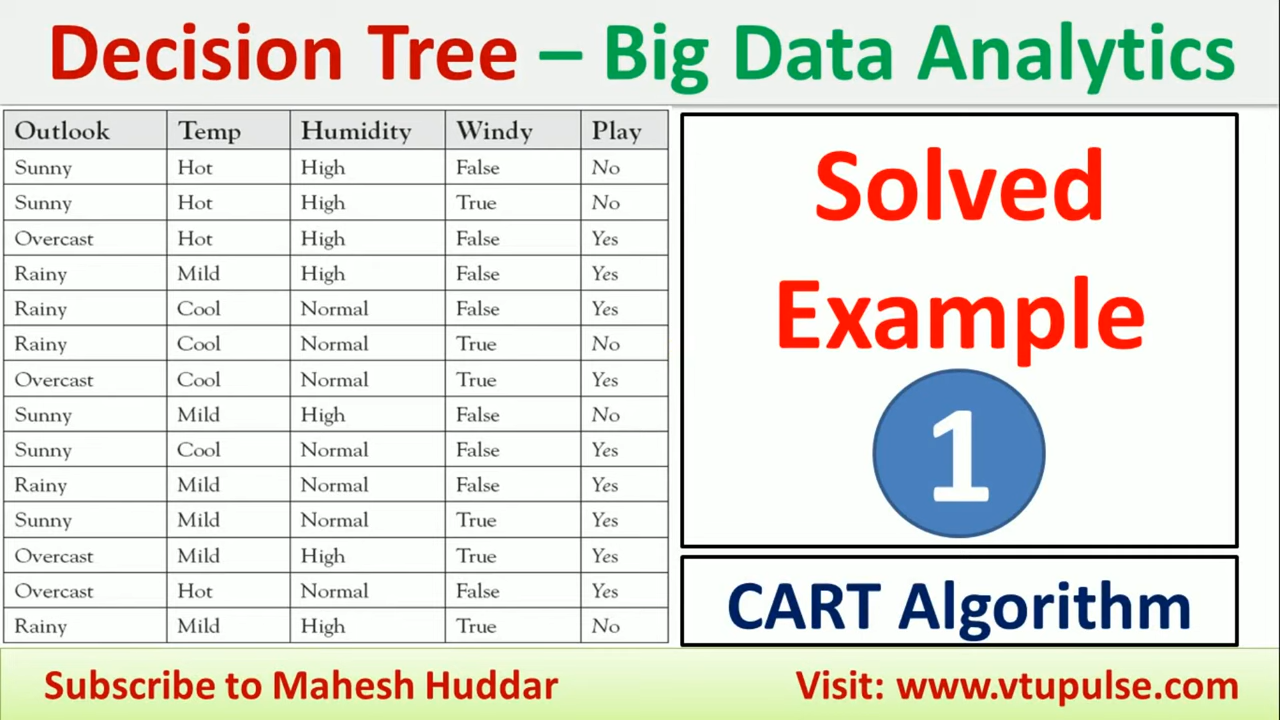 Decision Tree – Big Data Analytics
Outlook Temp Humidity Windy Play
Sunny Hot High False No
Sunny Hot High True No
Overcast Hot High False Yes
Rainy Mild High False Yes
Rainy Cool Normal False Yes
Rainy Cool Normal True No
Overcast Cool Normal True Yes
Sunny Mild High False No
Sunny Cool Normal False Yes
Rainy Mild Normal False Yes
Sunny Mild Normal True Yes
Overcast Mild High True Yes
Overcast Hot Normal False Yes
Rainy Mild High True No
Solved
Example
1
CART Algorithm
Subscribe to Mahesh Huddar
Visit: www.vtupulse.com